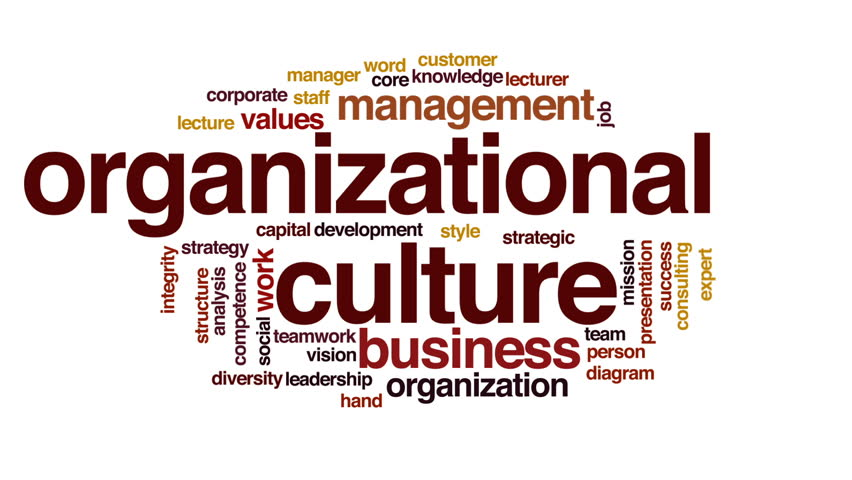 customer
word
manager
core
knowledge
lecturer
corporate
staff
management
job
lecture
values
organizational
capital
development
style
strategic
strategy
integrity
work
culture
mission
presentation
success
consulting
expert
structure
analysis
competence
social
teamwork
business
team
vision
person
diversity
leadership
organization
diagram
hand